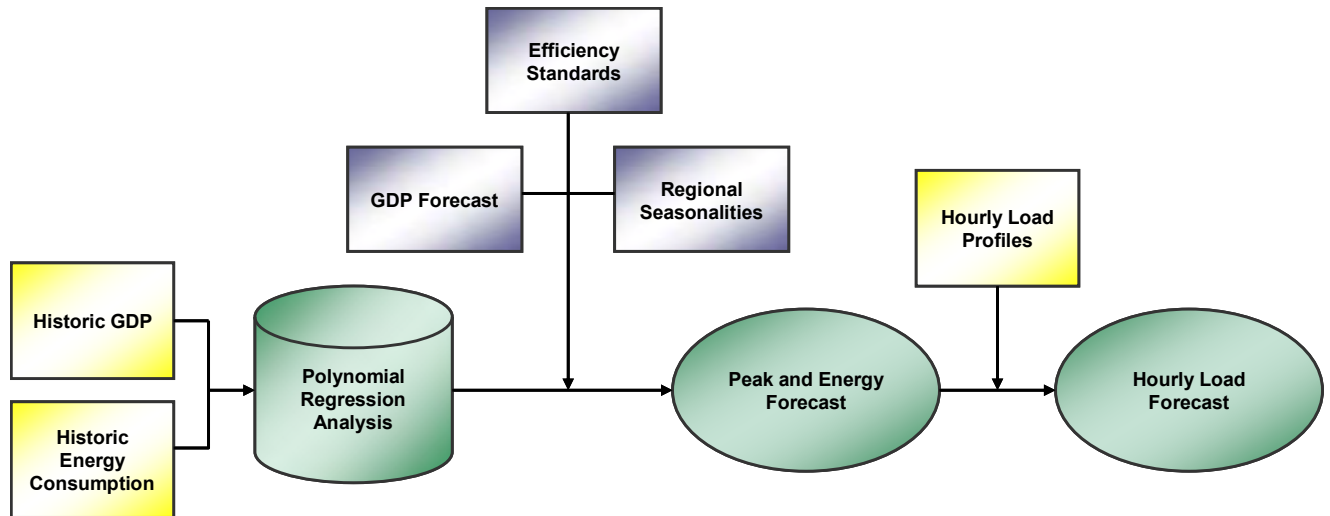 Efficiency
Standards
GDP Forecast
Regional
Seasonalities
Hourly Load
Profiles
Historic GDP
Polynomial
Regression
Analysis
Peak and Energy
Forecast
Hourly Load
Forecast
Historic
Energy
Consumption